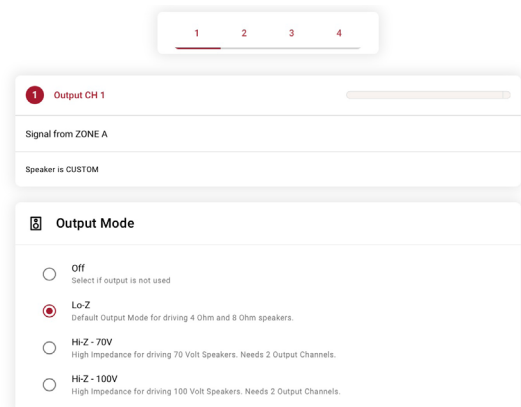 1 2 3 4
1 Output CH 1
Signal from ZONE A
Speaker is CUSTOM
Output Mode
Off
Select if output is not used
Lo-Z
Default Output Mode for driving 4 Ohm and 8 Ohm speakers.
Hi-Z - 70V
High Impedance for driving 70 Volt Speakers. Needs 2 Output Channels.
Hi-Z - 100V
High Impedance for driving 100 Volt Speakers. Needs 2 Output Channels.